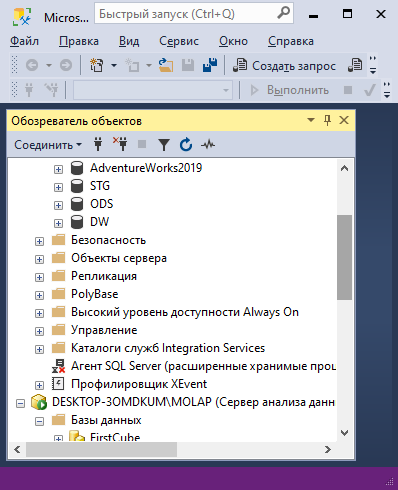 Micros... Быстрый запуск (Ctrl+Q)
Файл Правка Вид Сервис Окно Справка
Создать запрос
Выполнить
Обозреватель объектов
Соединить
AdventureWorks2019
STG
ODS
DW
Безопасность
Объекты сервера
Репликация
PolyBase
Высокий уровень доступности Always On
Управление
Каталоги служб Integration Services
Агент SQL Server (расширенные хранимые проц
Профилировщик XEvent
DESKTOP-3OMDKUM\MOLAP (Сервер анализа данн
Базы данных
FirstCube